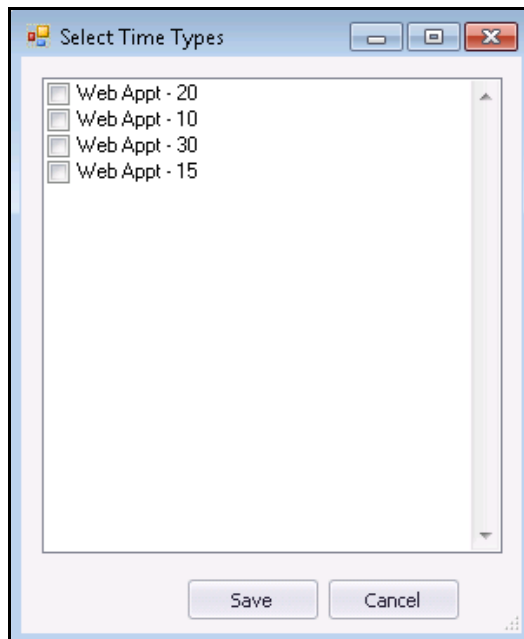 Select Time Types
Web Appt - 20
Web Appt - 10
Web Appt - 30
Web Appt - 15
Save Cancel